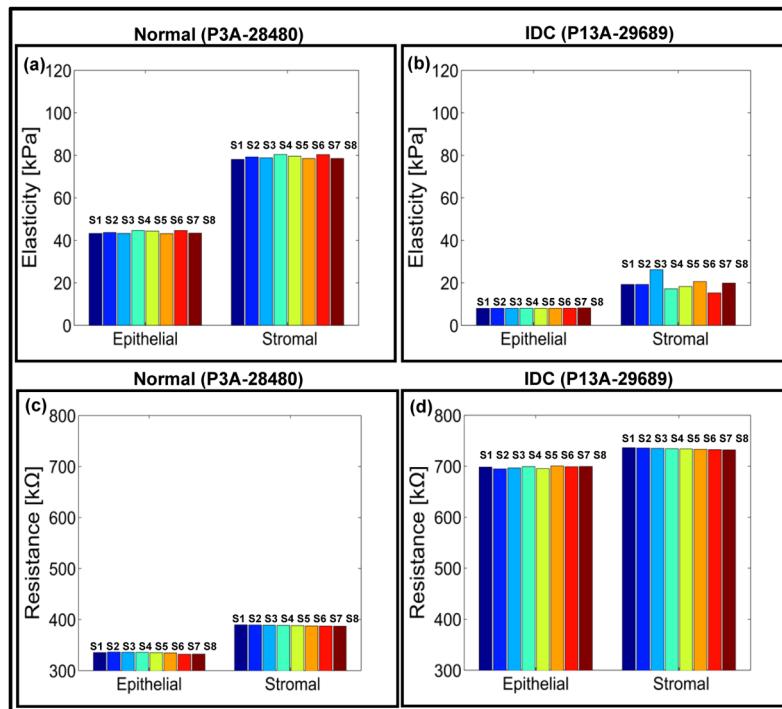 Normal (P3A-28480)
IDC (P13A-29689)
(a)
Elasticity [kPa]
120
100
80
60
40
20
0
S1 S2 S3 S4 S5 S6 S7 S8
S1 S2 S3 S4 S5 S6 S7 S8
Epithelial
Stromal
(b)
Elasticity [kPa]
120
100
80
60
40
20
0
S1 S2 S3 S4 S5 S6 S7 S8
S1 S2 S3 S4 S5 S6 S7 S8
Epithelial
Stromal
Normal (P3A-28480)
IDC (P13A-29689)
(c)
Resistance [kΩ]
800
700
600
500
400
300
S1 S2 S3 S4 S5 S6 S7 S8
S1 S2 S3 S4 S5 S6 S7 S8
Epithelial
Stromal
(d)
Resistance [kΩ]
800
700
600
500
400
300
S1 S2 S3 S4 S5 S6 S7 S8
S1 S2 S3 S4 S5 S6 S7 S8
Epithelial
Stromal